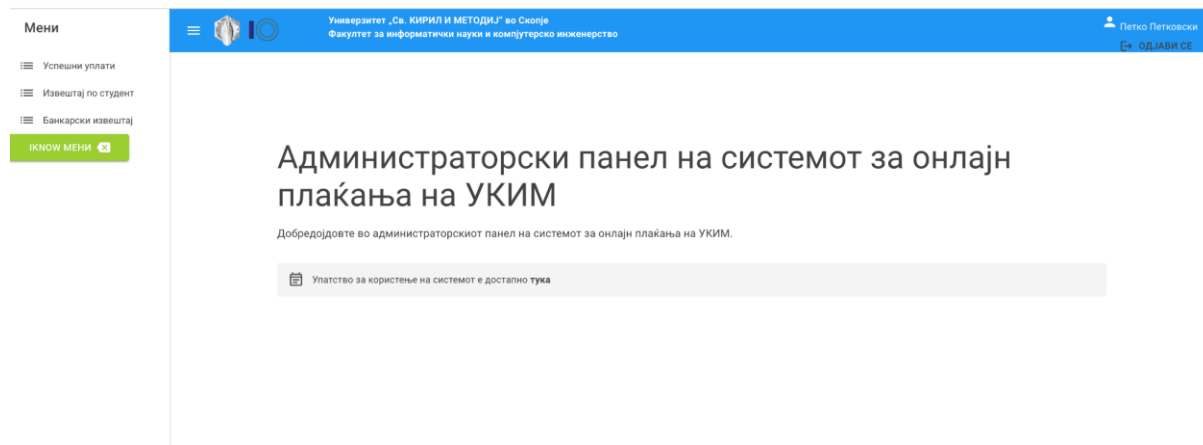 Мени
Успешни уплати
Извештај по студент
Банкарски извештај
IKNOW МЕНИ
Универзитет „Св. КИРИЛ И МЕТОДИЈ" во Скопје
Факултет за информатички науки и компјутерско инженерство
Петко Петковски
ОДЈАВИ СЕ
Администраторски панел на системот за онлајн
плаќања на УКИМ
Добредојдовте во администраторскиот панел на системот за онлајн плаќања на УКИМ.
Упатство за користење на системот е достапно тука